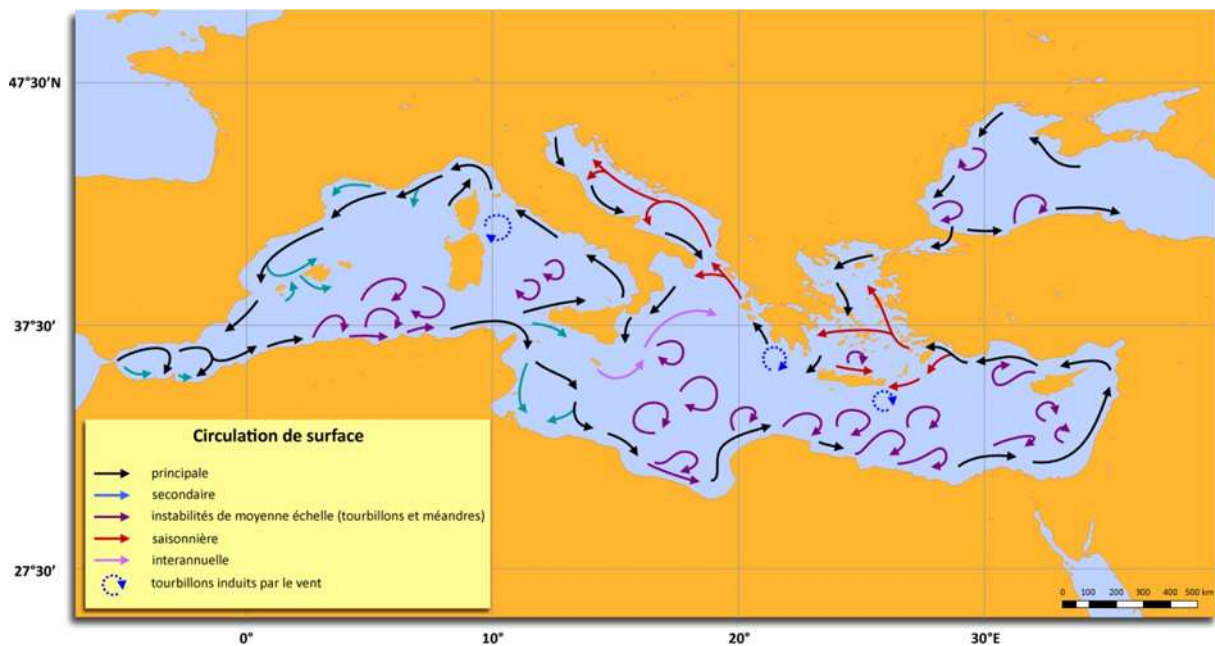 47°30'N
37°30'
27°30'
Circulation de surface
principale
secondaire
instabilités de moyenne échelle (tourbillons et méandres)
saisonnière
interannuelle
tourbillons induits par le vent
0 100 200 300 400 500 km
0° 10° 20° 30°E